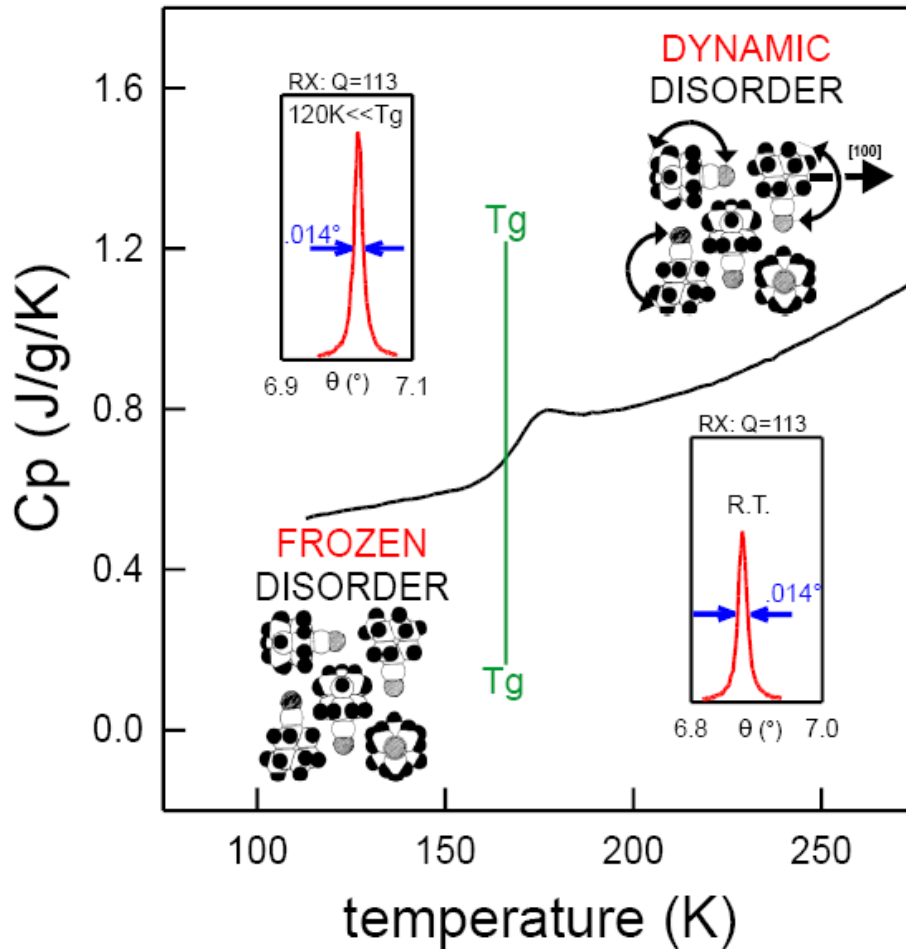 DYNAMIC
DISORDER
[100]
RX: Q=113
120K<<Tg
.014°
6.9 θ (°) 7.1
Tg
Cp (J/g/K)
1.6
1.2
0.8
0.4
0.0
RX: Q=113
R.T.
.014°
6.8 θ (°) 7.0
FROZEN
DISORDER
Tg
100 150 200 250
temperature (K)